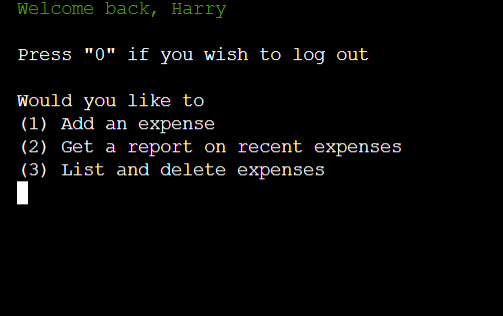 Welcome back, Harry
Press "0" if you wish to log out
Would you like to
(1) Add an expense
(2) Get a report on recent expenses
(3) List and delete expenses